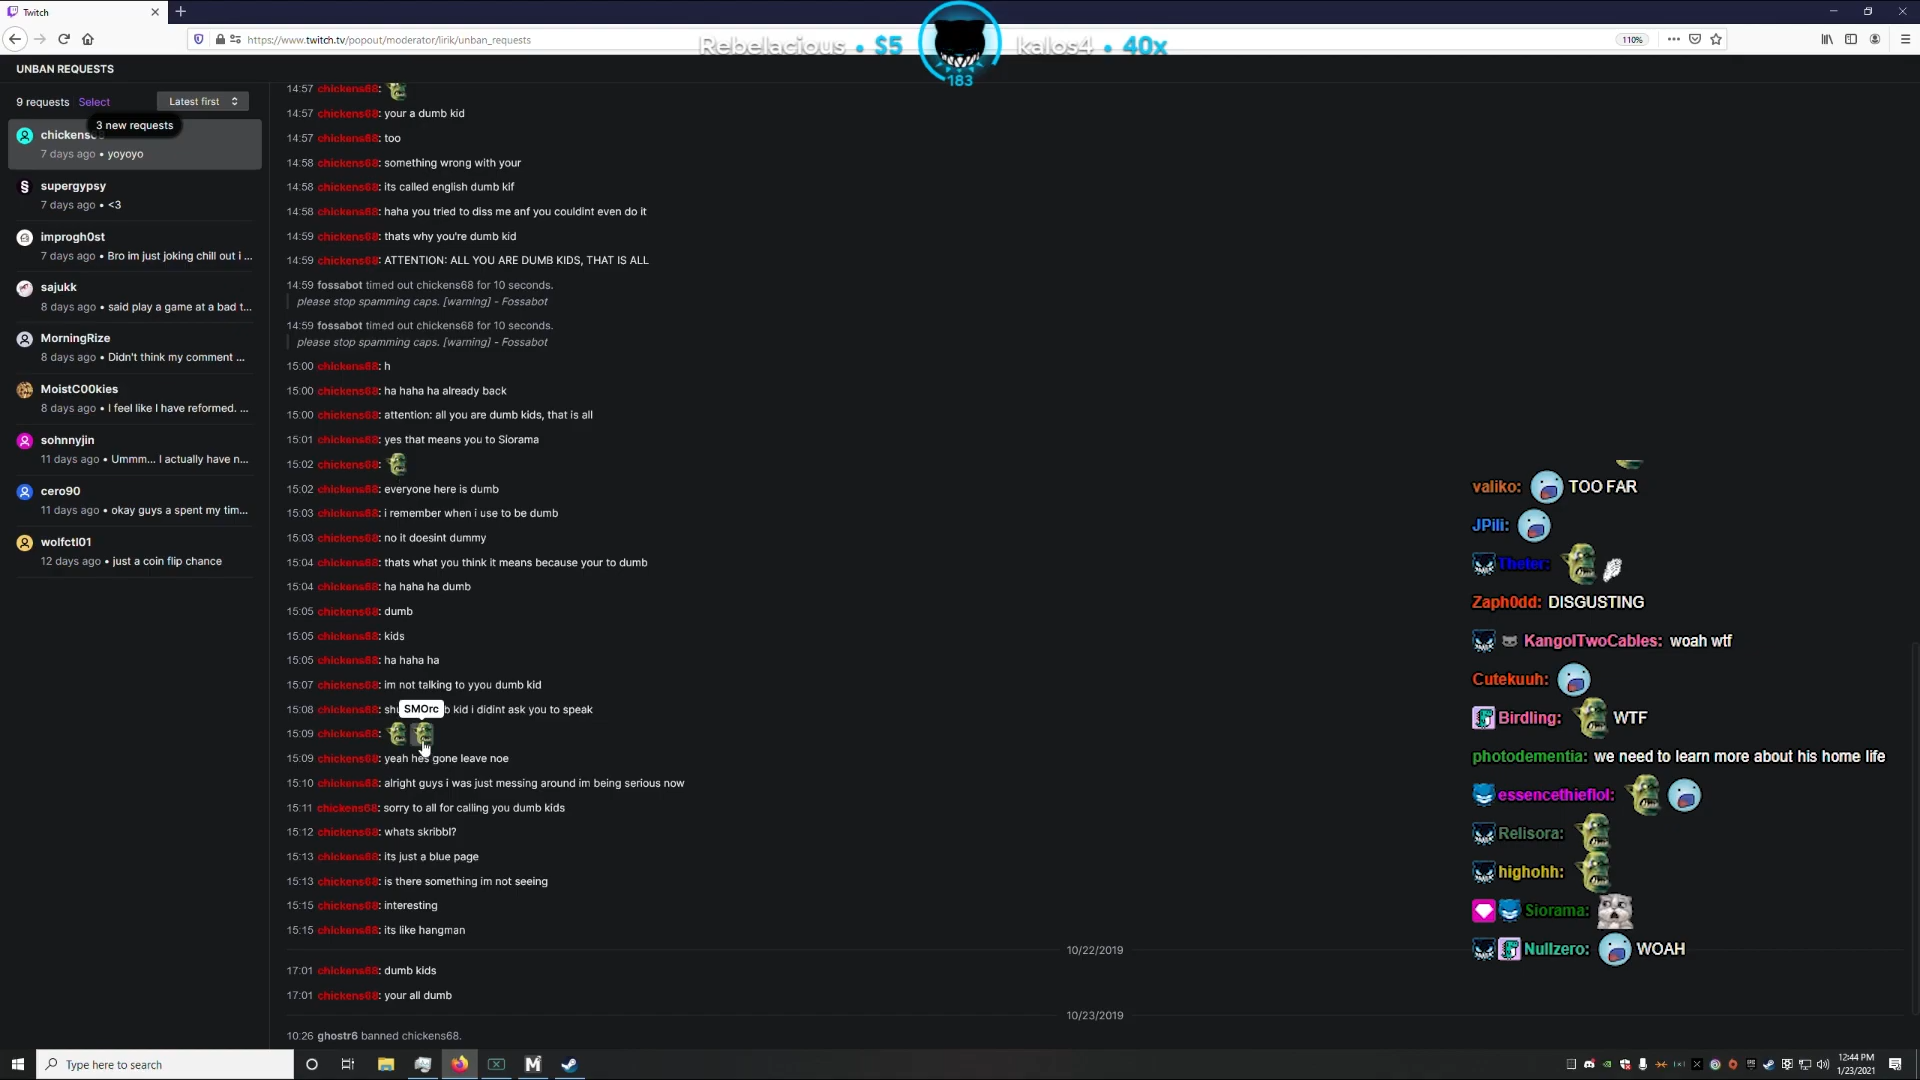 Twitch
https://www.twitch.tv/popout/moderator/lirik/unban_requests
110%
Rebelacious • $5
183
kalos4 • 40x
UNBAN REQUESTS
9 requests Select
Latest first
3 new requests
chickens
7 days ago • yoyoyo
supergypsy
7 days ago • <3
improgh0st
7 days ago • Bro im just joking chill out i ...
sajukk
8 days ago • said play a game at a bad t...
MorningRize
8 days ago • Didn't think my comment ...
MoistC00kies
8 days ago • I feel like I have reformed. ...
sohnnyjin
11 days ago • Ummm... I actually have n...
cero90
11 days ago • okay guys a spent my tim...
wolfctl01
12 days ago • just a coin flip chance
14:57 chickens68:
14:57 chickens68: your a dumb kid
14:57 chickens68: too
14:58 chickens68: something wrong with your
14:58 chickens68: its called english dumb kif
14:58 chickens68: haha you tried to diss me anf you couldint even do it
14:59 chickens68: thats why you're dumb kid
14:59 chickens68: ATTENTION: ALL YOU ARE DUMB KIDS, THAT IS ALL
14:59 fossabot timed out chickens68 for 10 seconds.
please stop spamming caps. [warning] - Fossabot
14:59 fossabot timed out chickens68 for 10 seconds.
please stop spamming caps. [warning] - Fossabot
15:00 chickens68: h
15:00 chickens68: ha haha ha already back
15:00 chickens68: attention: all you are dumb kids, that is all
15:01 chickens68: yes that means you to Siorama
15:02 chickens68:
15:02 chickens68: everyone here is dumb
15:03 chickens68: i remember when i use to be dumb
15:03 chickens68: no it doesint dummy
15:04 chickens68: thats what you think it means because your to dumb
15:04 chickens68: ha haha ha dumb
15:05 chickens68: dumb
15:05 chickens68: kids
15:05 chickens68: ha haha ha
15:07 chickens68: im not talking to yyou dumb kid
15:08 chickens68: shu b kid i didint ask you to speak
SMOrc
15:09 chickens68:
15:09 chickens68: yeah hes gone leave noe
15:10 chickens68: alright guys i was just messing around im being serious now
15:11 chickens68: sorry to all for calling you dumb kids
15:12 chickens68: whats skribbl?
15:13 chickens68: its just a blue page
15:13 chickens68: is there something im not seeing
15:15 chickens68: interesting
15:15 chickens68: its like hangman
10/22/2019
17:01 chickens68: dumb kids
17:01 chickens68: your all dumb
10/23/2019
10:26 ghostr6 banned chickens68.
valiko: TOO FAR
JPili:
Theter:
Zaph0dd: DISGUSTING
KangolTwoCables: woah wtf
Cutekuuh:
Birdling: WTF
photodementia: we need to learn more about his home life
essencethieflol:
Relisora:
highohh:
Siorama:
Nullzero: WOAH
Type here to search
12:44 PM
1/23/2021